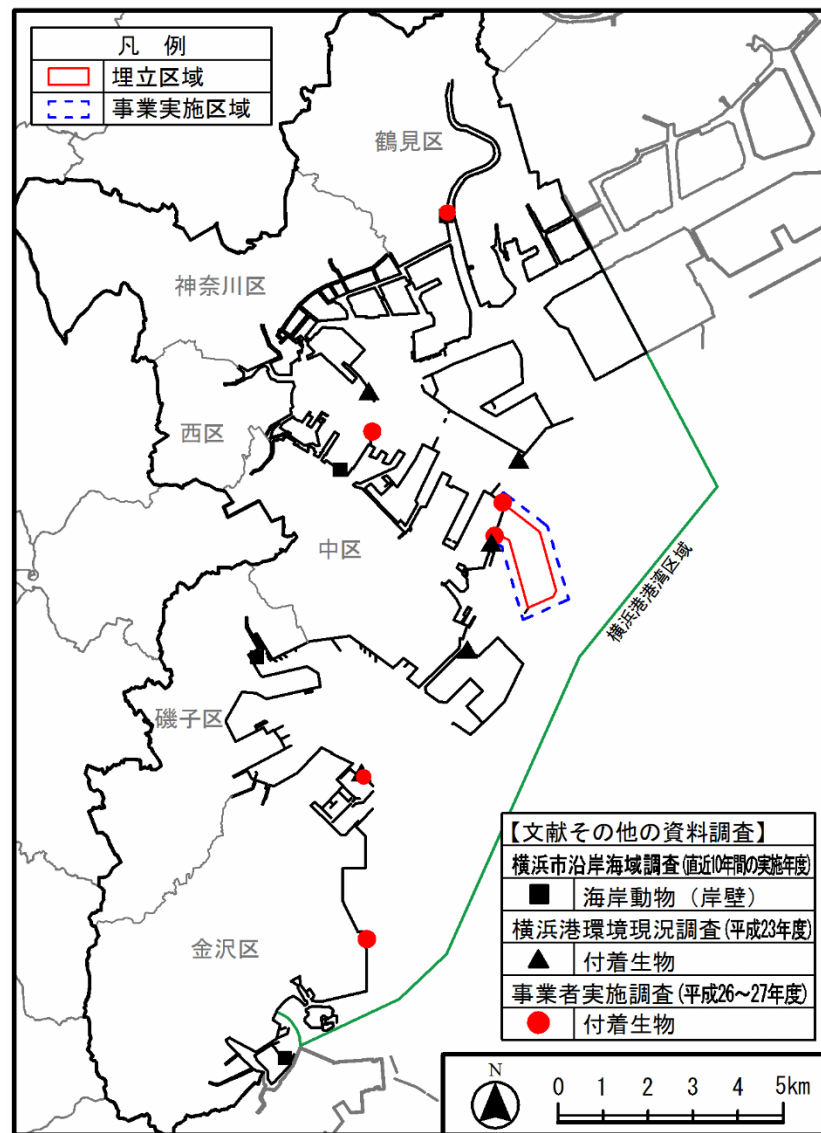 凡 例
埋立区域
事業実施区域
鶴見区
神奈川区
西区
中区
横浜港港湾区域
磯子区
金沢区
【文献その他の資料調査】
横浜市沿岸海域調査(直近10年間の実施年度)
海岸動物（岸壁）
横浜港環境現況調査(平成23年度)
付着生物
事業者実施調査(平成26～27年度)
付着生物
N
0 1 2 3 4 5km